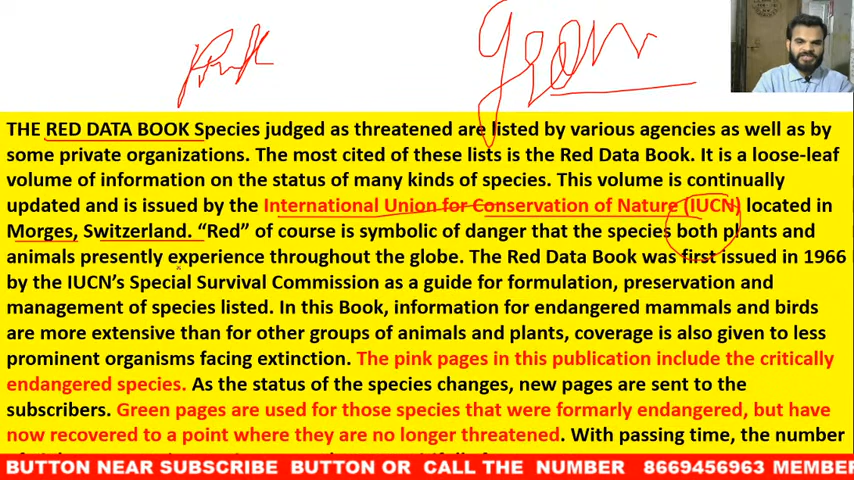 Pink
Green
THE RED DATA BOOK Species judged as threatened are listed by various agencies as well as by
some private organizations. The most cited of these lists is the Red Data Book. It is a loose-leaf
volume of information on the status of many kinds of species. This volume is continually
updated and is issued by the International Union for Conservation of Nature (IUCN) located in
Morges, Switzerland. “Red” of course is symbolic of danger that the species both plants and
animals presently experience throughout the globe. The Red Data Book was first issued in 1966
by the IUCN’s Special Survival Commission as a guide for formulation, preservation and
management of species listed. In this Book, information for endangered mammals and birds
are more extensive than for other groups of animals and plants, coverage is also given to less
prominent organisms facing extinction. The pink pages in this publication include the critically
endangered species. As the status of the species changes, new pages are sent to the
subscribers. Green pages are used for those species that were formarly endangered, but have
now recovered to a point where they are no longer threatened. With passing time, the number
BUTTON NEAR SUBSCRIBE BUTTON OR CALL THE NUMBER 8669456963 MEMBER